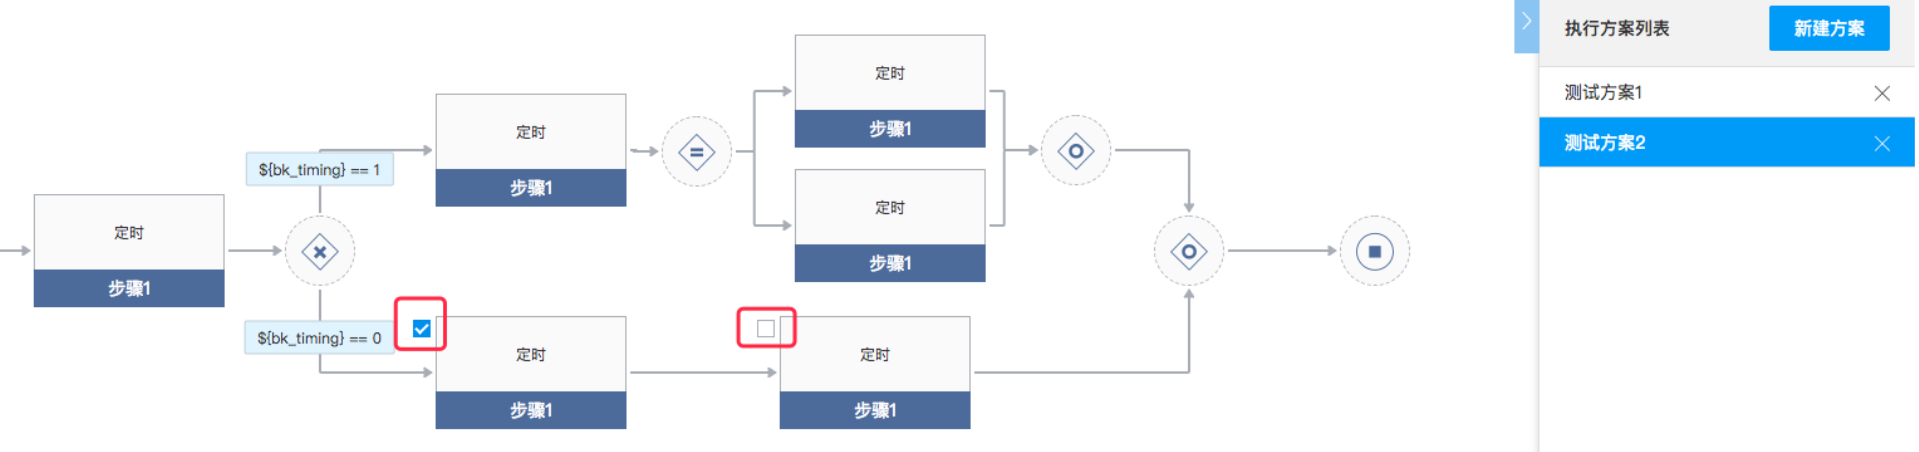 定时
步骤1
${bk_timing} == 1
${bk_timing} == 0
定时
步骤1
定时
步骤1
定时
步骤1
定时
步骤1
定时
步骤1
执行方案列表
新建方案
测试方案1
测试方案2